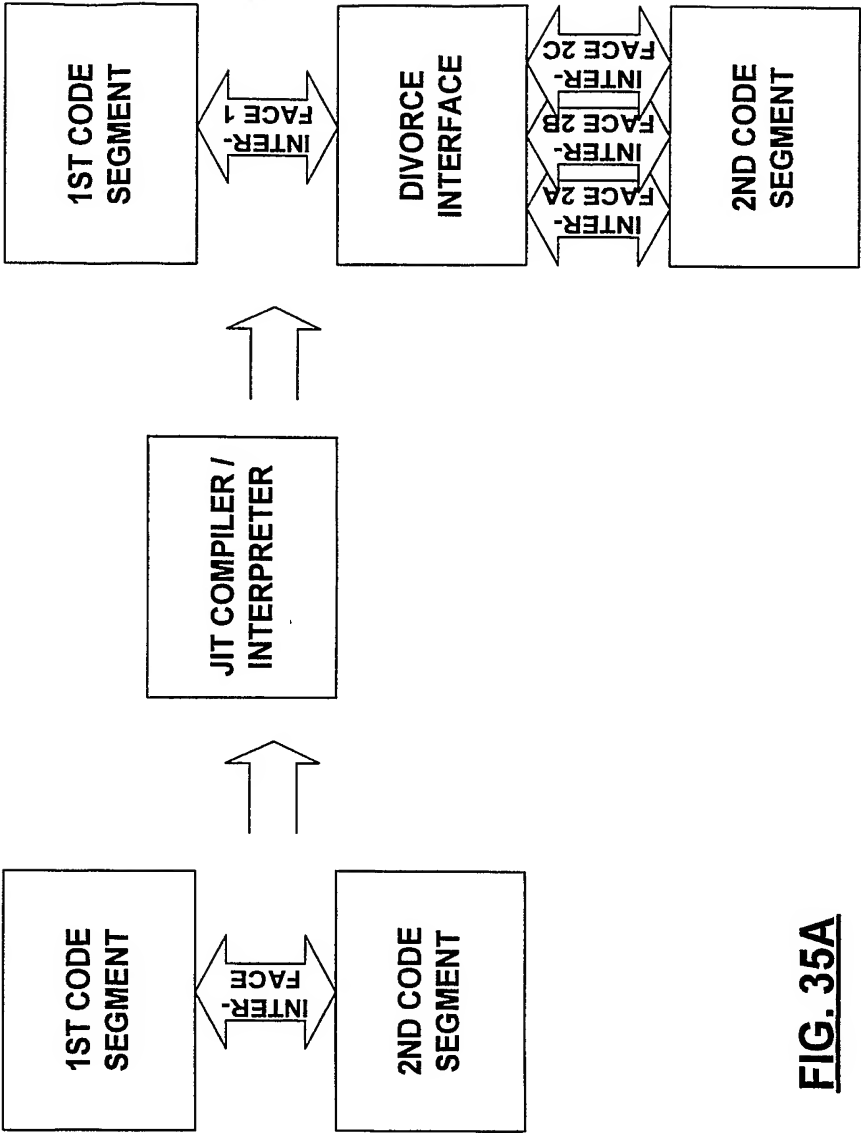 1ST CODE
SEGMENT
INTER-
FACE
2ND CODE
SEGMENT
JIT COMPILER /
INTERPRETER
1ST CODE
SEGMENT
INTER-
FACE 1
DIVORCE
INTERFACE
INTER-
FACE 2A
INTER-
FACE 2B
INTER-
FACE 2C
2ND CODE
SEGMENT
FIG. 35A